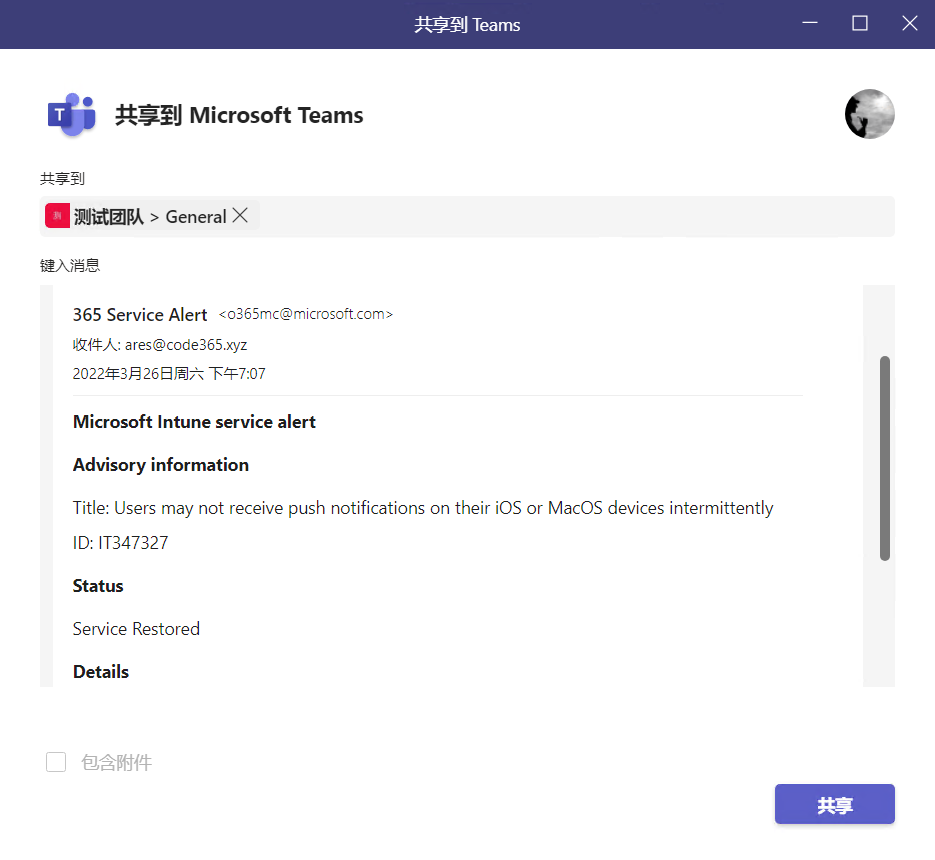 共享到 Teams
T
共享到 Microsoft Teams
共享到
测 测试团队 > General
键入消息
365 Service Alert <o365mc@microsoft.com>
收件人: ares@code365.xyz
2022年3月26日周六 下午7:07
Microsoft Intune service alert
Advisory information
Title: Users may not receive push notifications on their iOS or MacOS devices intermittently
ID: IT347327
Status
Service Restored
Details
包含附件
共享